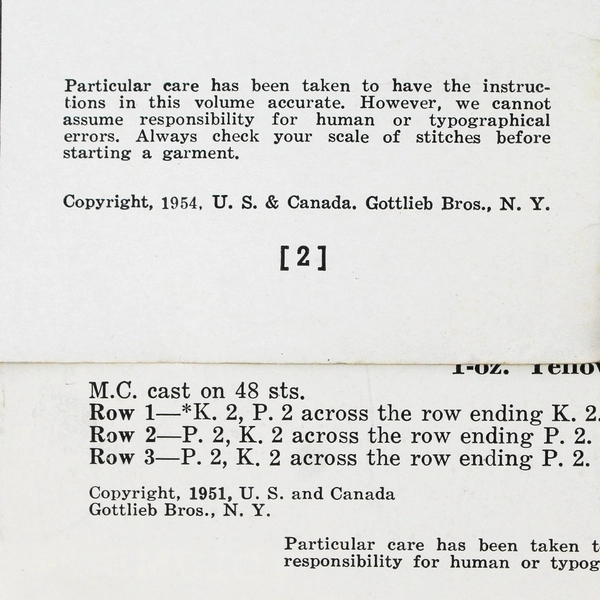 Particular care has been taken to have the instruc-
tions in this volume accurate. However, we cannot
assume responsibility for human or typographical
errors. Always check your scale of stitches before
starting a garment.
Copyright, 1954, U. S. & Canada. Gottlieb Bros., N. Y.
[2]
1-oz. Yellow
M.C. cast on 48 sts.
Row 1—*K. 2, P. 2 across the row ending K. 2.
Row 2—P. 2, K. 2 across the row ending P. 2.
Row 3—P. 2, K. 2 across the row ending P. 2.
Copyright, 1951, U. S. and Canada
Gottlieb Bros., N. Y.
Particular care has been taken t
responsibility for human or typog